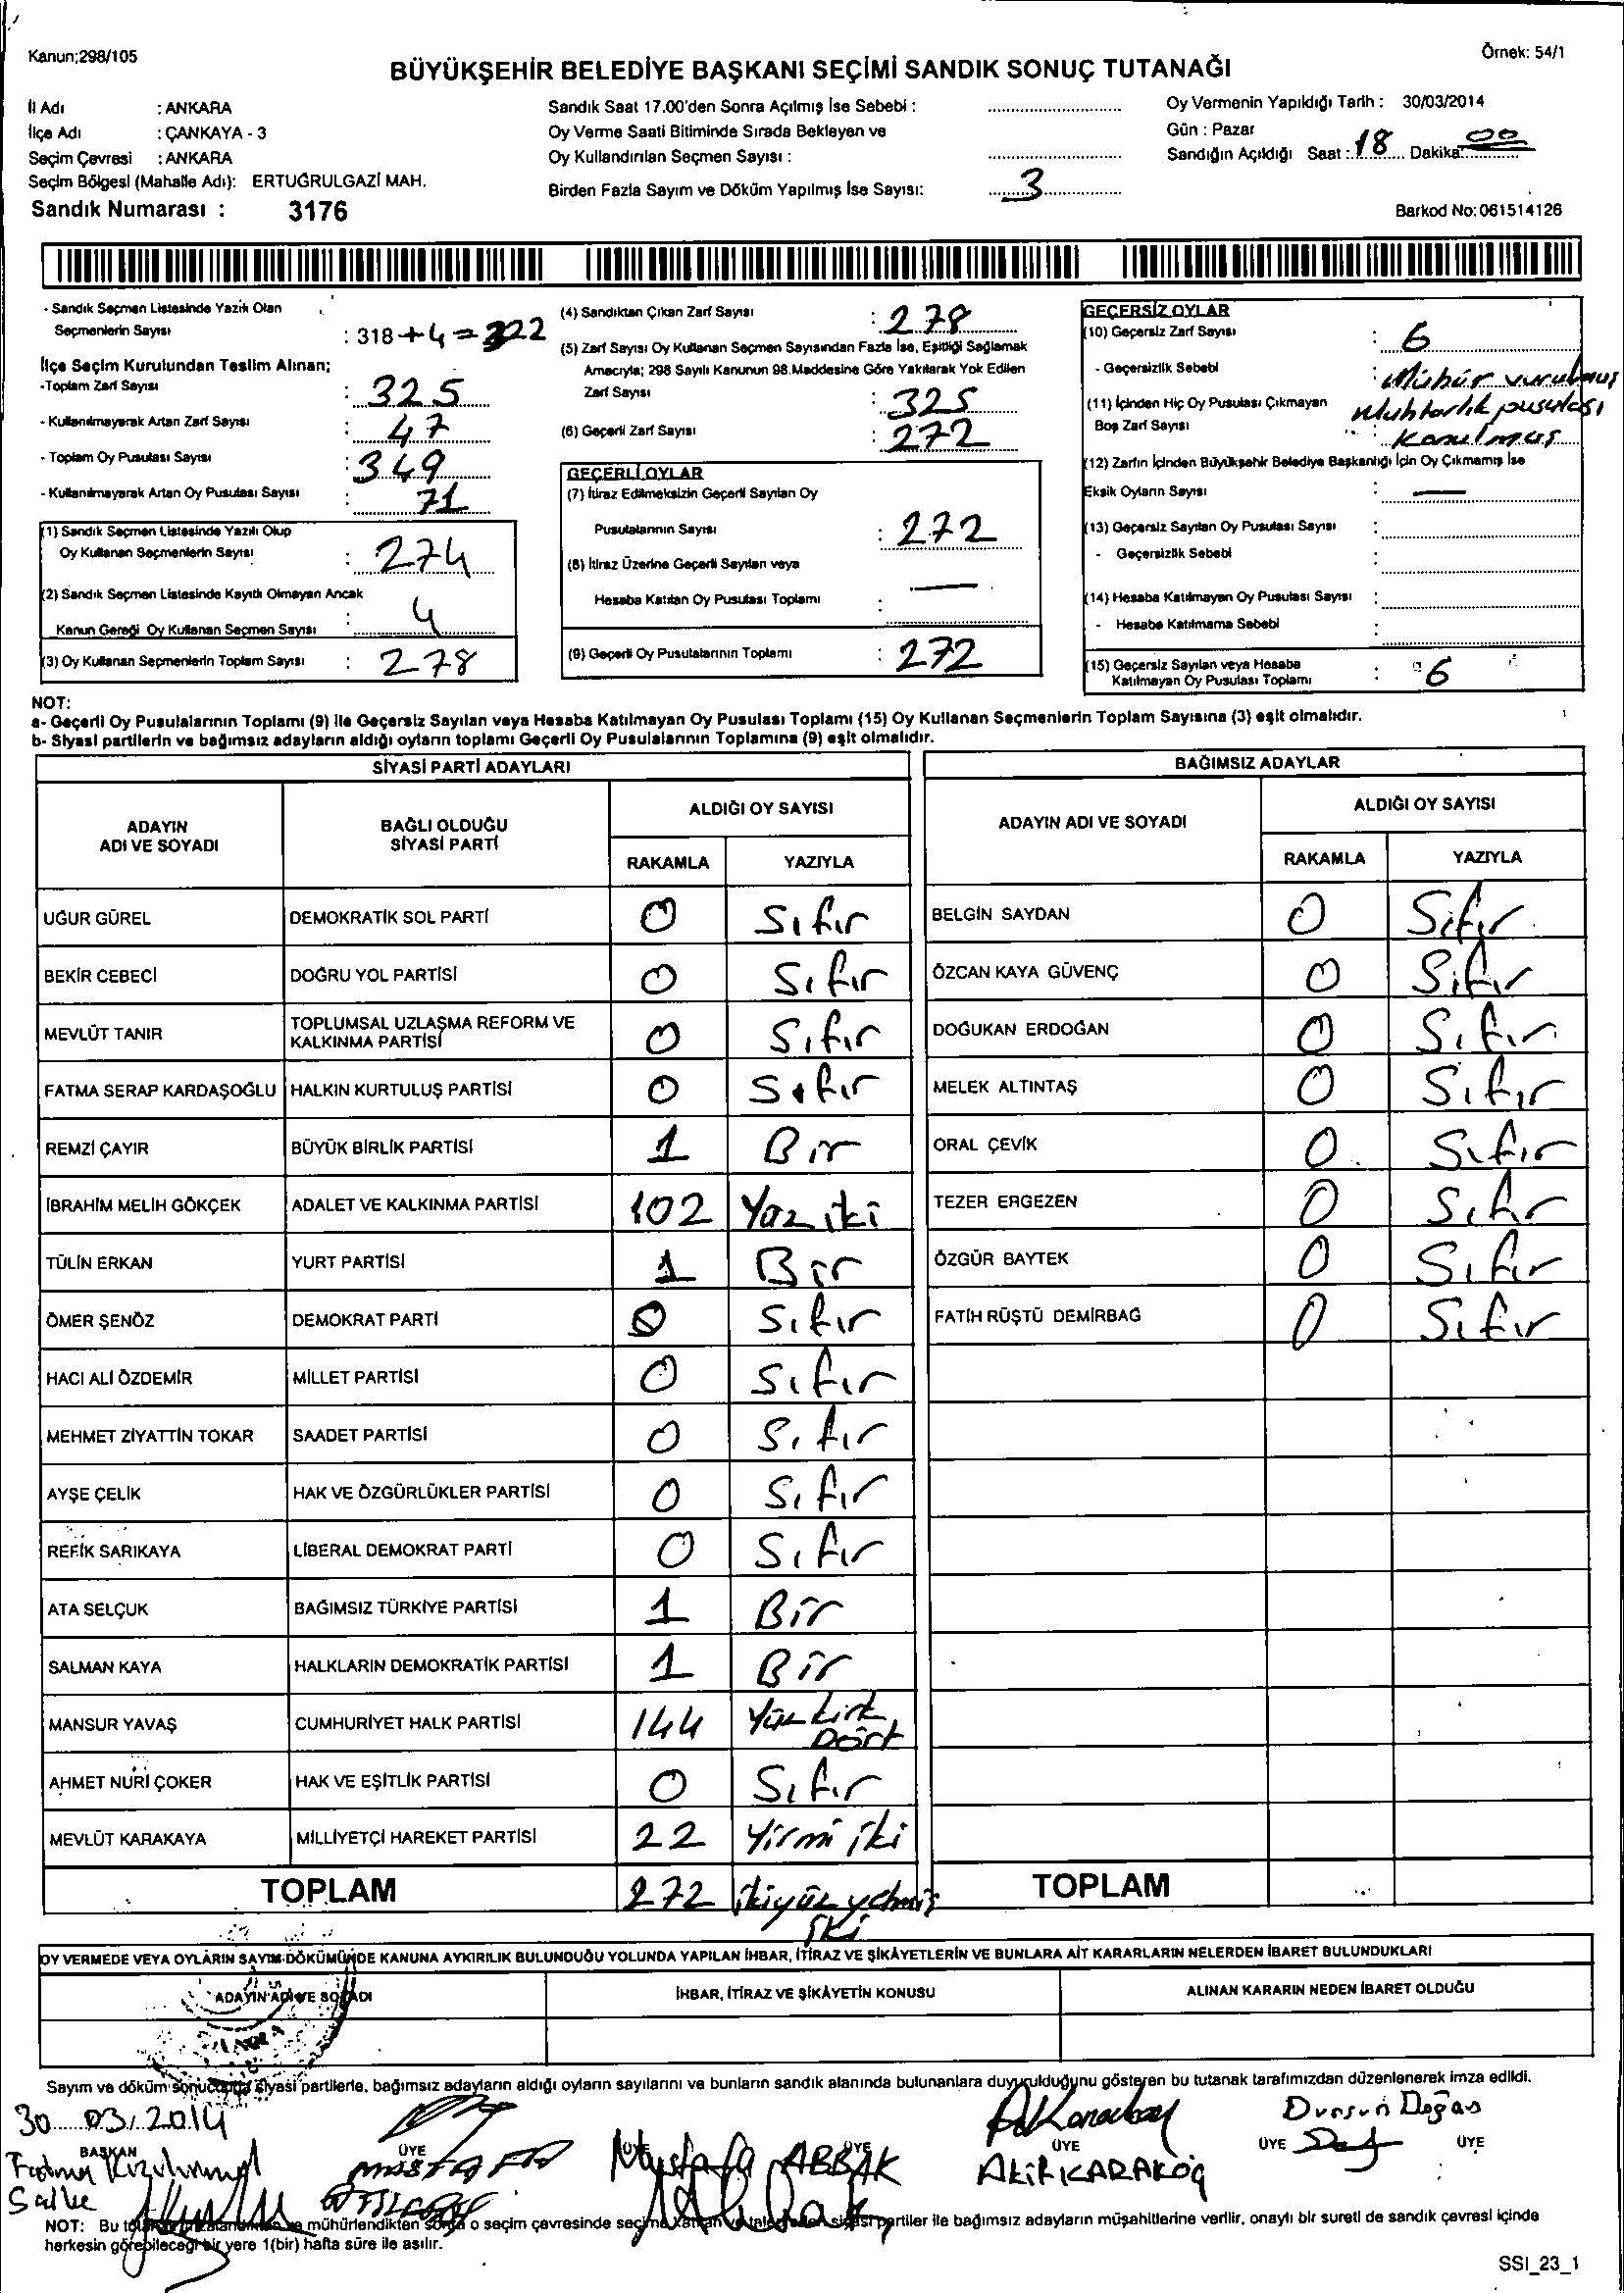 Kanun;298/105
Örnek: 54/1
BÜYÜKŞEHİR BELEDİYE BAŞKANI SEÇİMİ SANDIK SONUÇ TUTANAĞI
İl Adı : ANKARA
İlçe Adı : ÇANKAYA - 3
Seçim Çevresi : ANKARA
Seçim Bölgesi (Mahalle Adı): ERTUĞRULGAZİ MAH.
Sandık Numarası : 3176
Sandık Saat 17.00'den Sonra Açılmış İse Sebebi :
Oy Verme Saati Bitiminde Sırada Bekleyen ve
Oy Kullandırılan Seçmen Sayısı :
Birden Fazla Sayım ve Döküm Yapılmış İse Sayısı: 3
Oy Vermenin Yapıldığı Tarih : 30/03/2014
Gün : Pazar
Sandığın Açıldığı Saat : 18 Dakika: 00
Barkod No:061514126
- Sandık Seçmen Listesinde Yazılı Olan
Seçmenlerin Sayısı : 318 + 4 = 322
İlçe Seçim Kurulundan Teslim Alınan;
-Toplam Zarf Sayısı : 325
- Kullanılmayarak Artan Zarf Sayısı : 47
- Toplam Oy Pusulası Sayısı : 349
- Kullanılmayarak Artan Oy Pusulası Sayısı : 71
(1) Sandık Seçmen Listesinde Yazılı Olup
Oy Kullanan Seçmenlerin Sayısı : 274
(2) Sandık Seçmen Listesinde Kayıtlı Olmayan Ancak
Kanun Gereği Oy Kullanan Seçmen Sayısı : 4
(3) Oy Kullanan Seçmenlerin Toplam Sayısı : 278
(4) Sandıktan Çıkan Zarf Sayısı : 278
(5) Zarf Sayısı Oy Kullanan Seçmen Sayısından Fazla İse, Eşitliği Sağlamak
Amacıyla; 298 Sayılı Kanunun 98.Maddesine Göre Yakılarak Yok Edilen
Zarf Sayısı : 325
(6) Geçerli Zarf Sayısı : 272
GEÇERLİ OYLAR
(7) İtiraz Edilmeksizin Geçerli Sayılan Oy
Pusulalarının Sayısı : 272
(8) İtiraz Üzerine Geçerli Sayılan veya
Hesaba Katılan Oy Pusulası Toplamı : —
(9) Geçerli Oy Pusulalarının Toplamı : 272
GEÇERSİZ OYLAR
(10) Geçersiz Zarf Sayısı : 6
- Geçersizlik Sebebi : Mühür vurulmuş
(11) İçinden Hiç Oy Pusulası Çıkmayan Muhtarlık pusulası
Boş Zarf Sayısı : Konulmuş
(12) Zarfın İçinden Büyükşehir Belediye Başkanlığı İçin Oy Çıkmamış İse
Eksik Oyların Sayısı : —
(13) Geçersiz Sayılan Oy Pusulası Sayısı :
- Geçersizlik Sebebi :
(14) Hesaba Katılmayan Oy Pusulası Sayısı :
- Hesaba Katılmama Sebebi :
(15) Geçersiz Sayılan veya Hesaba
Katılmayan Oy Pusulası Toplamı : 6
NOT:
a- Geçerli Oy Pusulalarının Toplamı (9) ile Geçersiz Sayılan veya Hesaba Katılmayan Oy Pusulası Toplamı (15) Oy Kullanan Seçmenlerin Toplam Sayısına (3) eşit olmalıdır.
b- Siyasi partilerin ve bağımsız adayların aldığı oyların toplamı Geçerli Oy Pusulalarının Toplamına (9) eşit olmalıdır.
SİYASİ PARTİ ADAYLARI
ADAYIN ADI VE SOYADI
BAĞLI OLDUĞU SİYASİ PARTİ
ALDIĞI OY SAYISI
RAKAMLA YAZIYLA
UĞUR GÜREL DEMOKRATİK SOL PARTİ 0 Sıfır
BEKİR CEBECİ DOĞRU YOL PARTİSİ 0 Sıfır
MEVLÜT TANIR TOPLUMSAL UZLAŞMA REFORM VE KALKINMA PARTİSİ 0 Sıfır
FATMA SERAP KARDAŞOĞLU HALKIN KURTULUŞ PARTİSİ 0 Sıfır
REMZİ ÇAYIR BÜYÜK BİRLİK PARTİSİ 1 Bir
İBRAHİM MELİH GÖKÇEK ADALET VE KALKINMA PARTİSİ 102 Yüz iki
TÜLİN ERKAN YURT PARTİSİ 1 Bir
ÖMER ŞENÖZ DEMOKRAT PARTİ 0 Sıfır
HACI ALİ ÖZDEMİR MİLLET PARTİSİ 0 Sıfır
MEHMET ZİYATTİN TOKAR SAADET PARTİSİ 0 Sıfır
AYŞE ÇELİK HAK VE ÖZGÜRLÜKLER PARTİSİ 0 Sıfır
REFİK SARIKAYA LİBERAL DEMOKRAT PARTİ 0 Sıfır
ATA SELÇUK BAĞIMSIZ TÜRKİYE PARTİSİ 1 Bir
SALMAN KAYA HALKLARIN DEMOKRATİK PARTİSİ 1 Bir
MANSUR YAVAŞ CUMHURİYET HALK PARTİSİ 144 Yüz kırk Dört
AHMET NURİ ÇOKER HAK VE EŞİTLİK PARTİSİ 0 Sıfır
MEVLÜT KARAKAYA MİLLİYETÇİ HAREKET PARTİSİ 22 Yirmi iki
TOPLAM 272 ikiyüz yetmiş iki
BAĞIMSIZ ADAYLAR
ADAYIN ADI VE SOYADI
ALDIĞI OY SAYISI
RAKAMLA YAZIYLA
BELGİN SAYDAN 0 Sıfır
ÖZCAN KAYA GÜVENÇ 0 Sıfır
DOĞUKAN ERDOĞAN 0 Sıfır
MELEK ALTINTAŞ 0 Sıfır
ORAL ÇEVİK 0 Sıfır
TEZER ERGEZEN 0 Sıfır
ÖZGÜR BAYTEK 0 Sıfır
FATİH RÜŞTÜ DEMİRBAĞ 0 Sıfır
TOPLAM
OY VERMEDE VEYA OYLARIN SAYIM DÖKÜMÜNDE KANUNA AYKIRILIK BULUNDUĞU YOLUNDA YAPILAN İHBAR, İTİRAZ VE ŞİKÂYETLERİN VE BUNLARA AİT KARARLARIN NELERDEN İBARET BULUNDUKLARI
ADAYIN ADI VE SOYADI
İHBAR, İTİRAZ VE ŞİKÂYETİN KONUSU
ALINAN KARARIN NEDEN İBARET OLDUĞU
Sayım ve döküm sonucunda siyasi partilerle, bağımsız adayların aldığı oyların sayılarını ve bunların sandık alanında bulunanlara duyurulduğunu gösteren bu tutanak tarafımızdan düzenlenerek imza edildi.
30 03/2014
BAŞKAN ÜYE ÜYE ÜYE ÜYE ÜYE ÜYE
Fatma
Mustafa ABBAK
Akif KARAKOÇ
Dursun Doğan
NOT: Bu mühürlendikten sonra o seçim çevresinde seçime katılan ve talep eden siyasi partiler ile bağımsız adayların müşahitlerine verilir, onaylı bir sureti de sandık çevresi içinde
herkesin görebileceği bir yere 1(bir) hafta süre ile asılır.
SSI_23_1